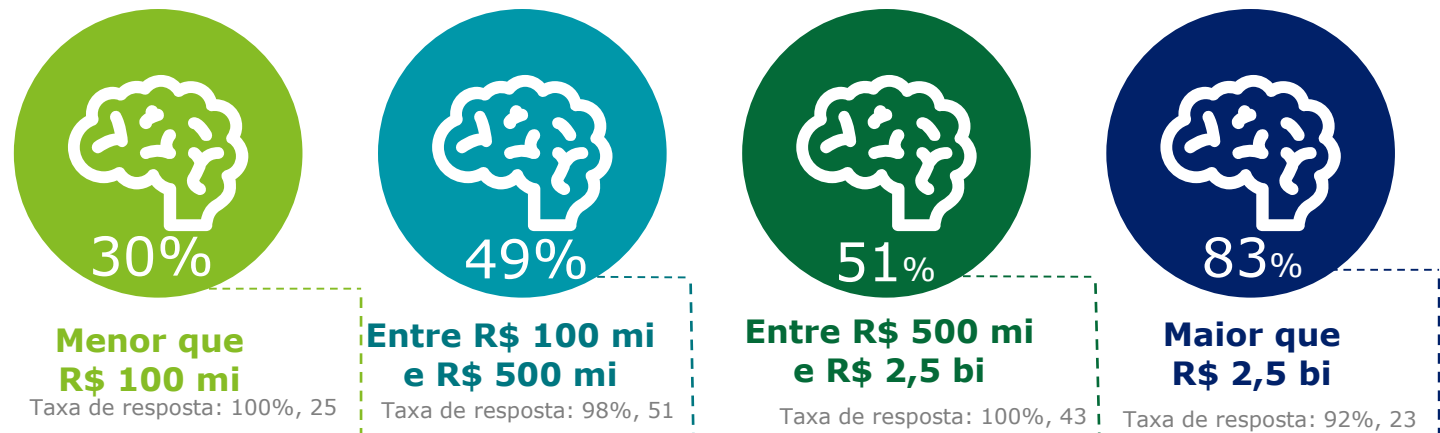 30%
Menor que
R$ 100 mi
Taxa de resposta: 100%, 25
49%
Entre R$ 100 mi
e R$ 500 mi
Taxa de resposta: 98%, 51
51%
Entre R$ 500 mi
e R$ 2,5 bi
Taxa de resposta: 100%, 43
83%
Maior que
R$ 2,5 bi
Taxa de resposta: 92%, 23